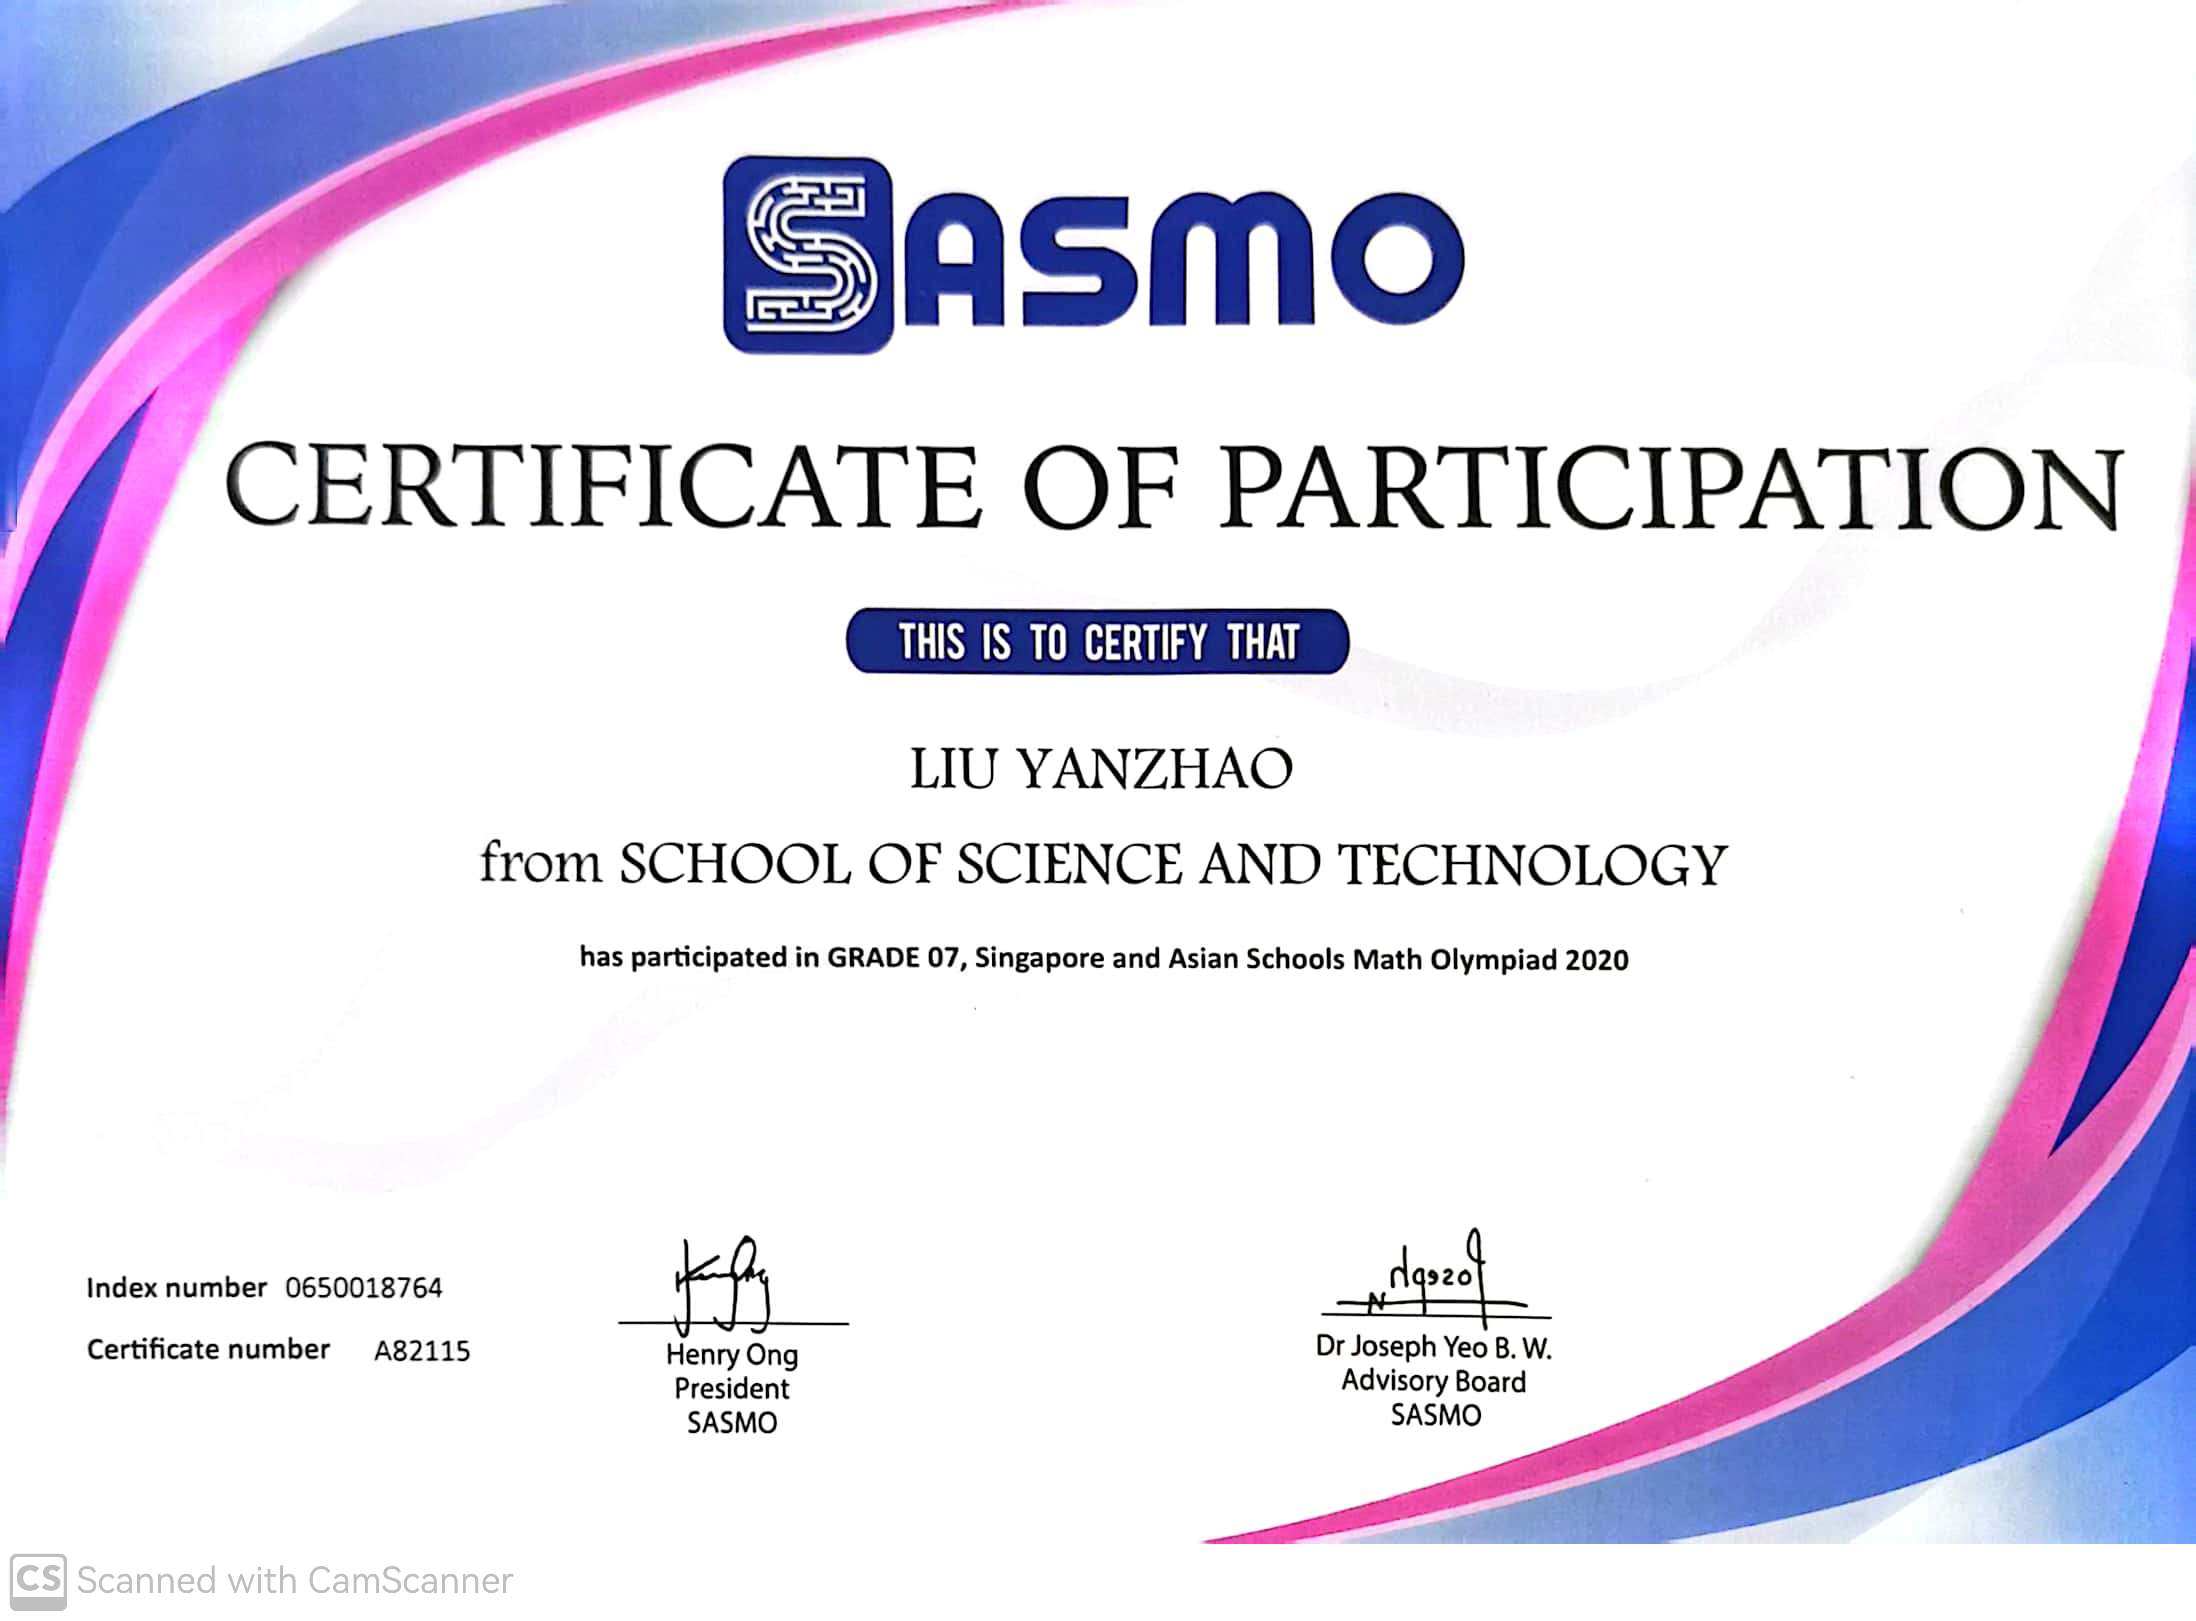 SASMO
CERTIFICATE OF PARTICIPATION
THIS IS TO CERTIFY THAT
LIU YANZHAO
from SCHOOL OF SCIENCE AND TECHNOLOGY
has participated in GRADE 07, Singapore and Asian Schools Math Olympiad 2020
Index number 0650018764
Certificate number A82115
Henry Ong
President
SASMO
Dr Joseph Yeo B. W.
Advisory Board
SASMO
CS Scanned with CamScanner